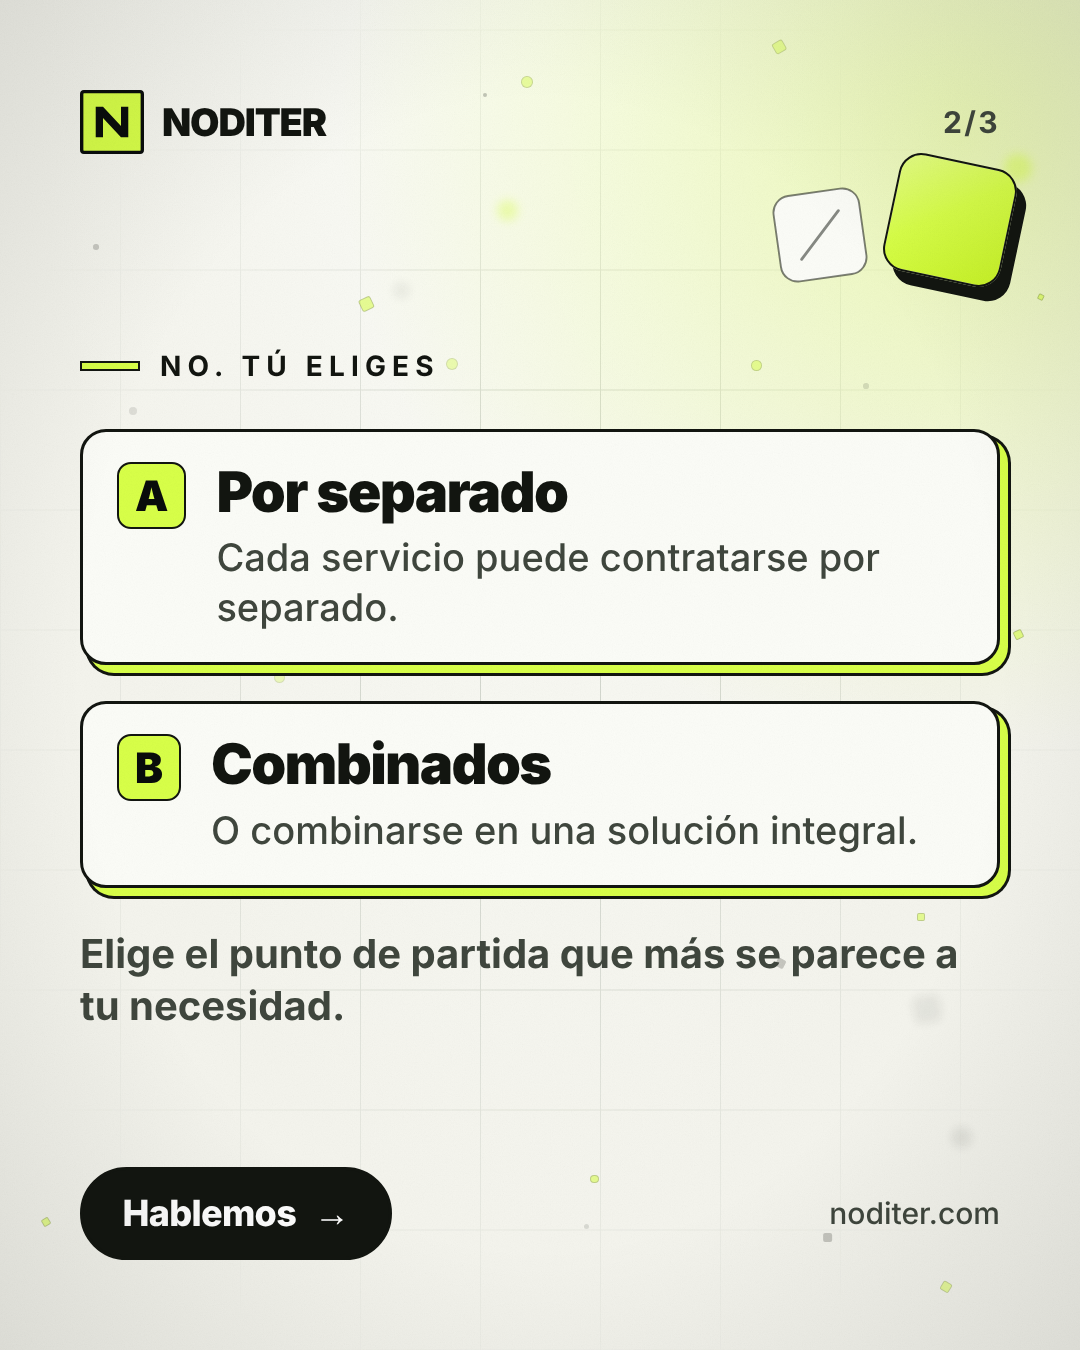 N NODITER
2/3
NO. TÚ ELIGES
A Por separado
Cada servicio puede contratarse por
separado.
B Combinados
O combinarse en una solución integral.
Elige el punto de partida que más se parece a
tu necesidad.
Hablemos →
noditer.com